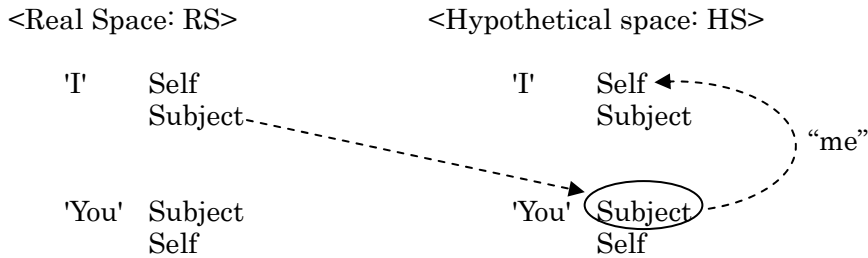 <Real Space: RS> <Hypothetical space: HS>
'I' Self 'I' Self
Subject Subject
“me”
'You' Subject 'You' Subject
Self Self